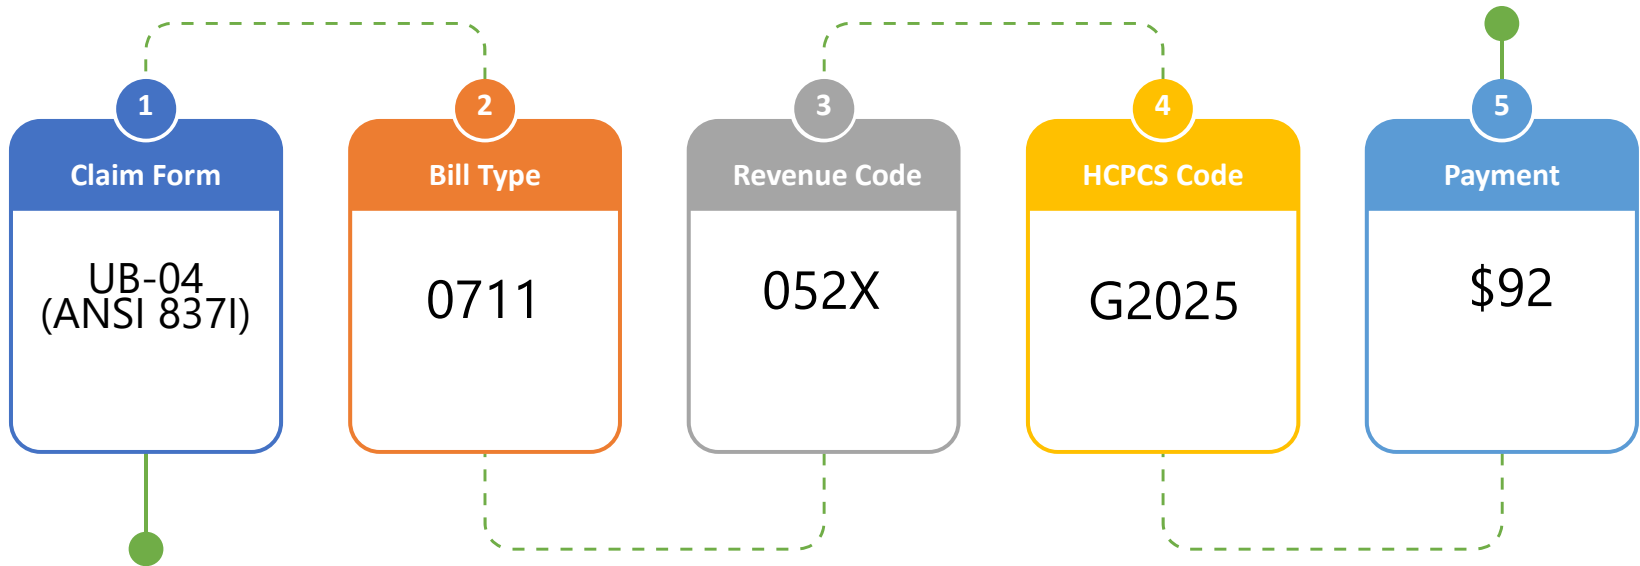 1
Claim Form
UB-04
(ANSI 837I)
2
Bill Type
0711
3
Revenue Code
052X
4
HCPCS Code
G2025
5
Payment
$92